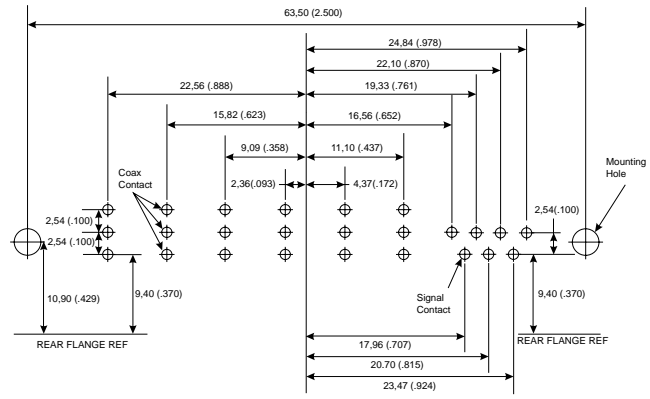 63,50 (2.500)
24,84 (.978)
22,10 (.870)
22,56 (.888)
19,33 (.761)
15,82 (.623)
16,56 (.652)
9,09 (.358)
11,10 (.437)
Mounting
Hole
Coax
Contact
2,36(.093)
4,37(.172)
2,54 (.100)
2,54(.100)
2,54 (.100)
10,90 (.429)
9,40 (.370)
Signal
Contact
9,40 (.370)
REAR FLANGE REF
REAR FLANGE REF
17,96 (.707)
20.70 (.815)
23,47 (.924)